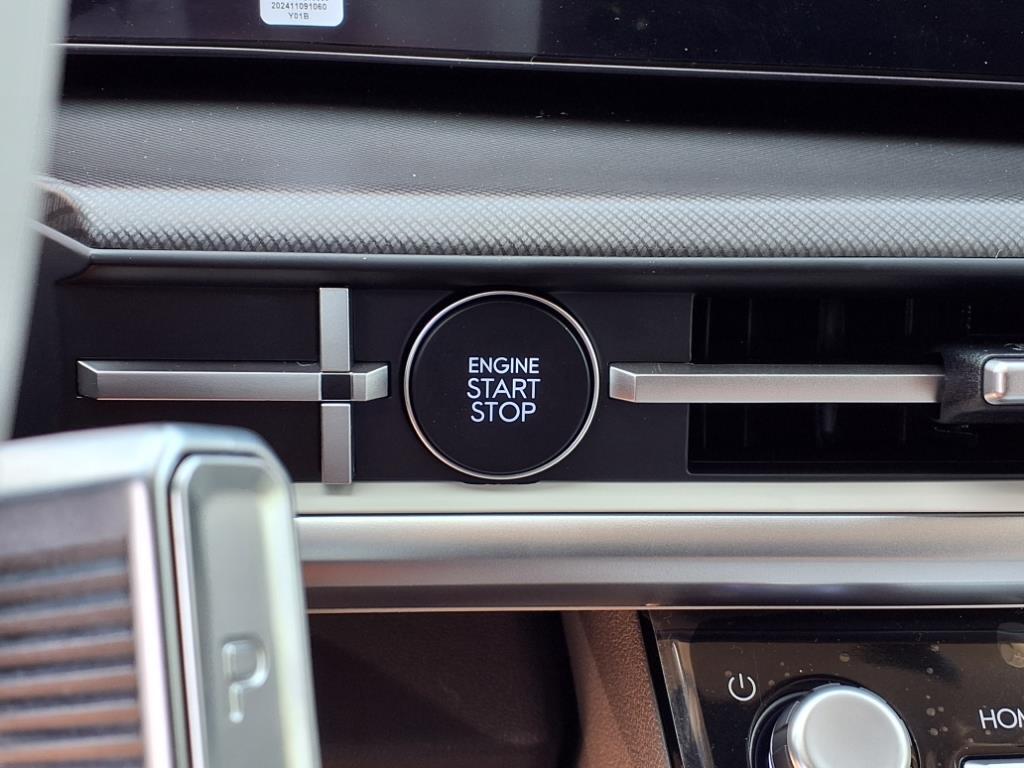 202411091060
Y01B
ENGINE
START
STOP
P
HOM